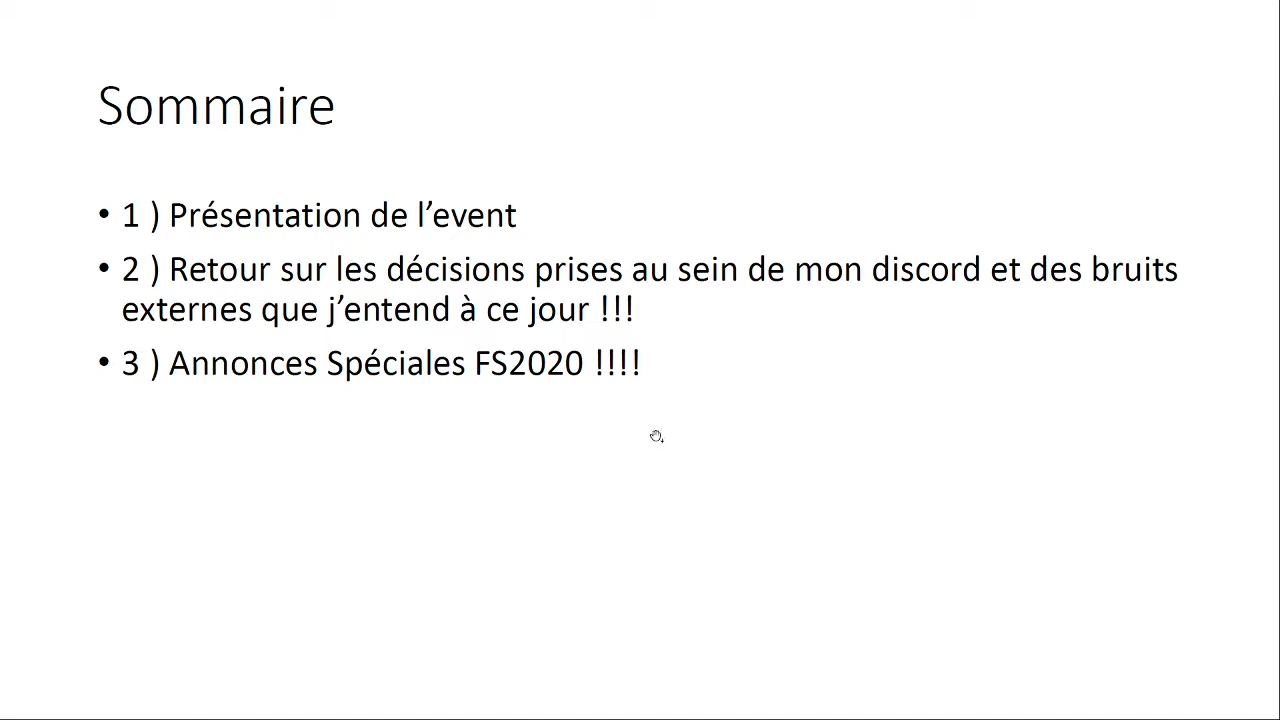 Sommaire
• 1 ) Présentation de l’event
• 2 ) Retour sur les décisions prises au sein de mon discord et des bruits
externes que j’entend à ce jour !!!
• 3 ) Annonces Spéciales FS2020 !!!!